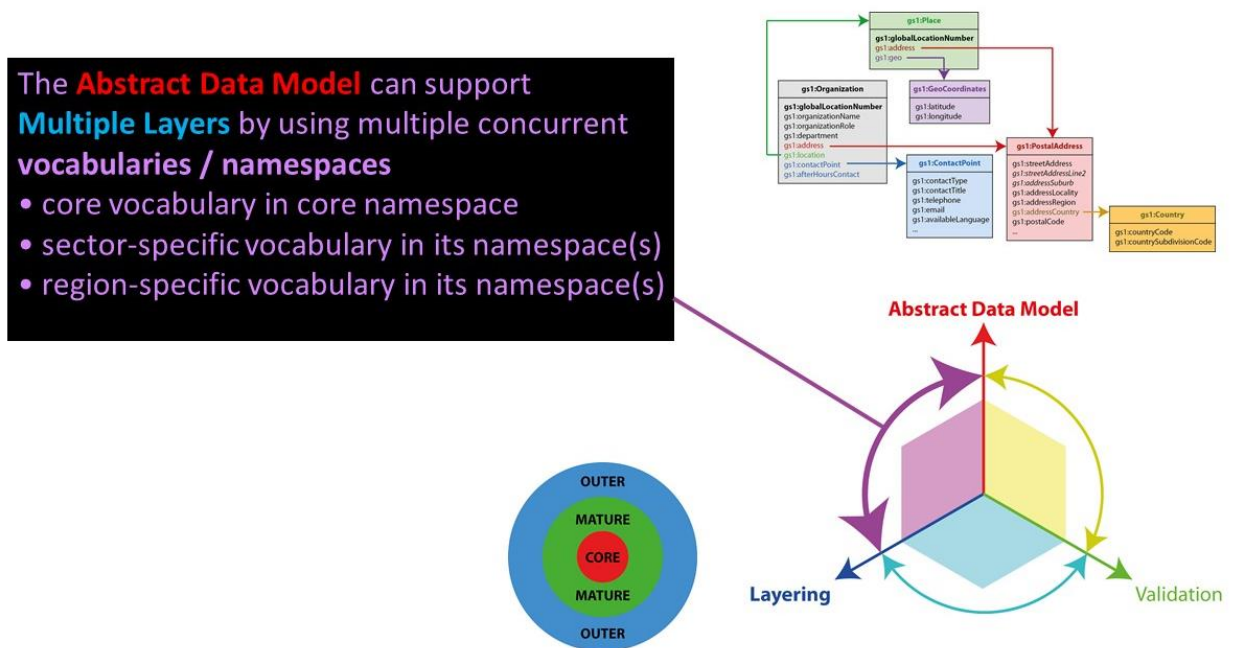 The Abstract Data Model can support
Multiple Layers by using multiple concurrent
vocabularies / namespaces
• core vocabulary in core namespace
• sector-specific vocabulary in its namespace(s)
• region-specific vocabulary in its namespace(s)
gs1:Place
gs1:globalLocationNumber
gs1:address
gs1:geo
gs1:Organization
gs1:globalLocationNumber
gs1:organizationName
gs1:organizationRole
gs1:department
gs1:address
gs1:location
gs1:contactPoint
gs1:afterHoursContact
gs1:GeoCoordinates
gs1:latitude
gs1:longitude
gs1:ContactPoint
gs1:contactType
gs1:contactTitle
gs1:telephone
gs1:email
gs1:availableLanguage
...
gs1:PostalAddress
gs1:streetAddress
gs1:streetAddressLine2
gs1:addressSuburb
gs1:addressLocality
gs1:addressRegion
gs1:addressCountry
gs1:postalCode
...
gs1:Country
gs1:countryCode
gs1:countrySubdivisionCode
Abstract Data Model
Layering
Validation
OUTER
MATURE
CORE
MATURE
OUTER